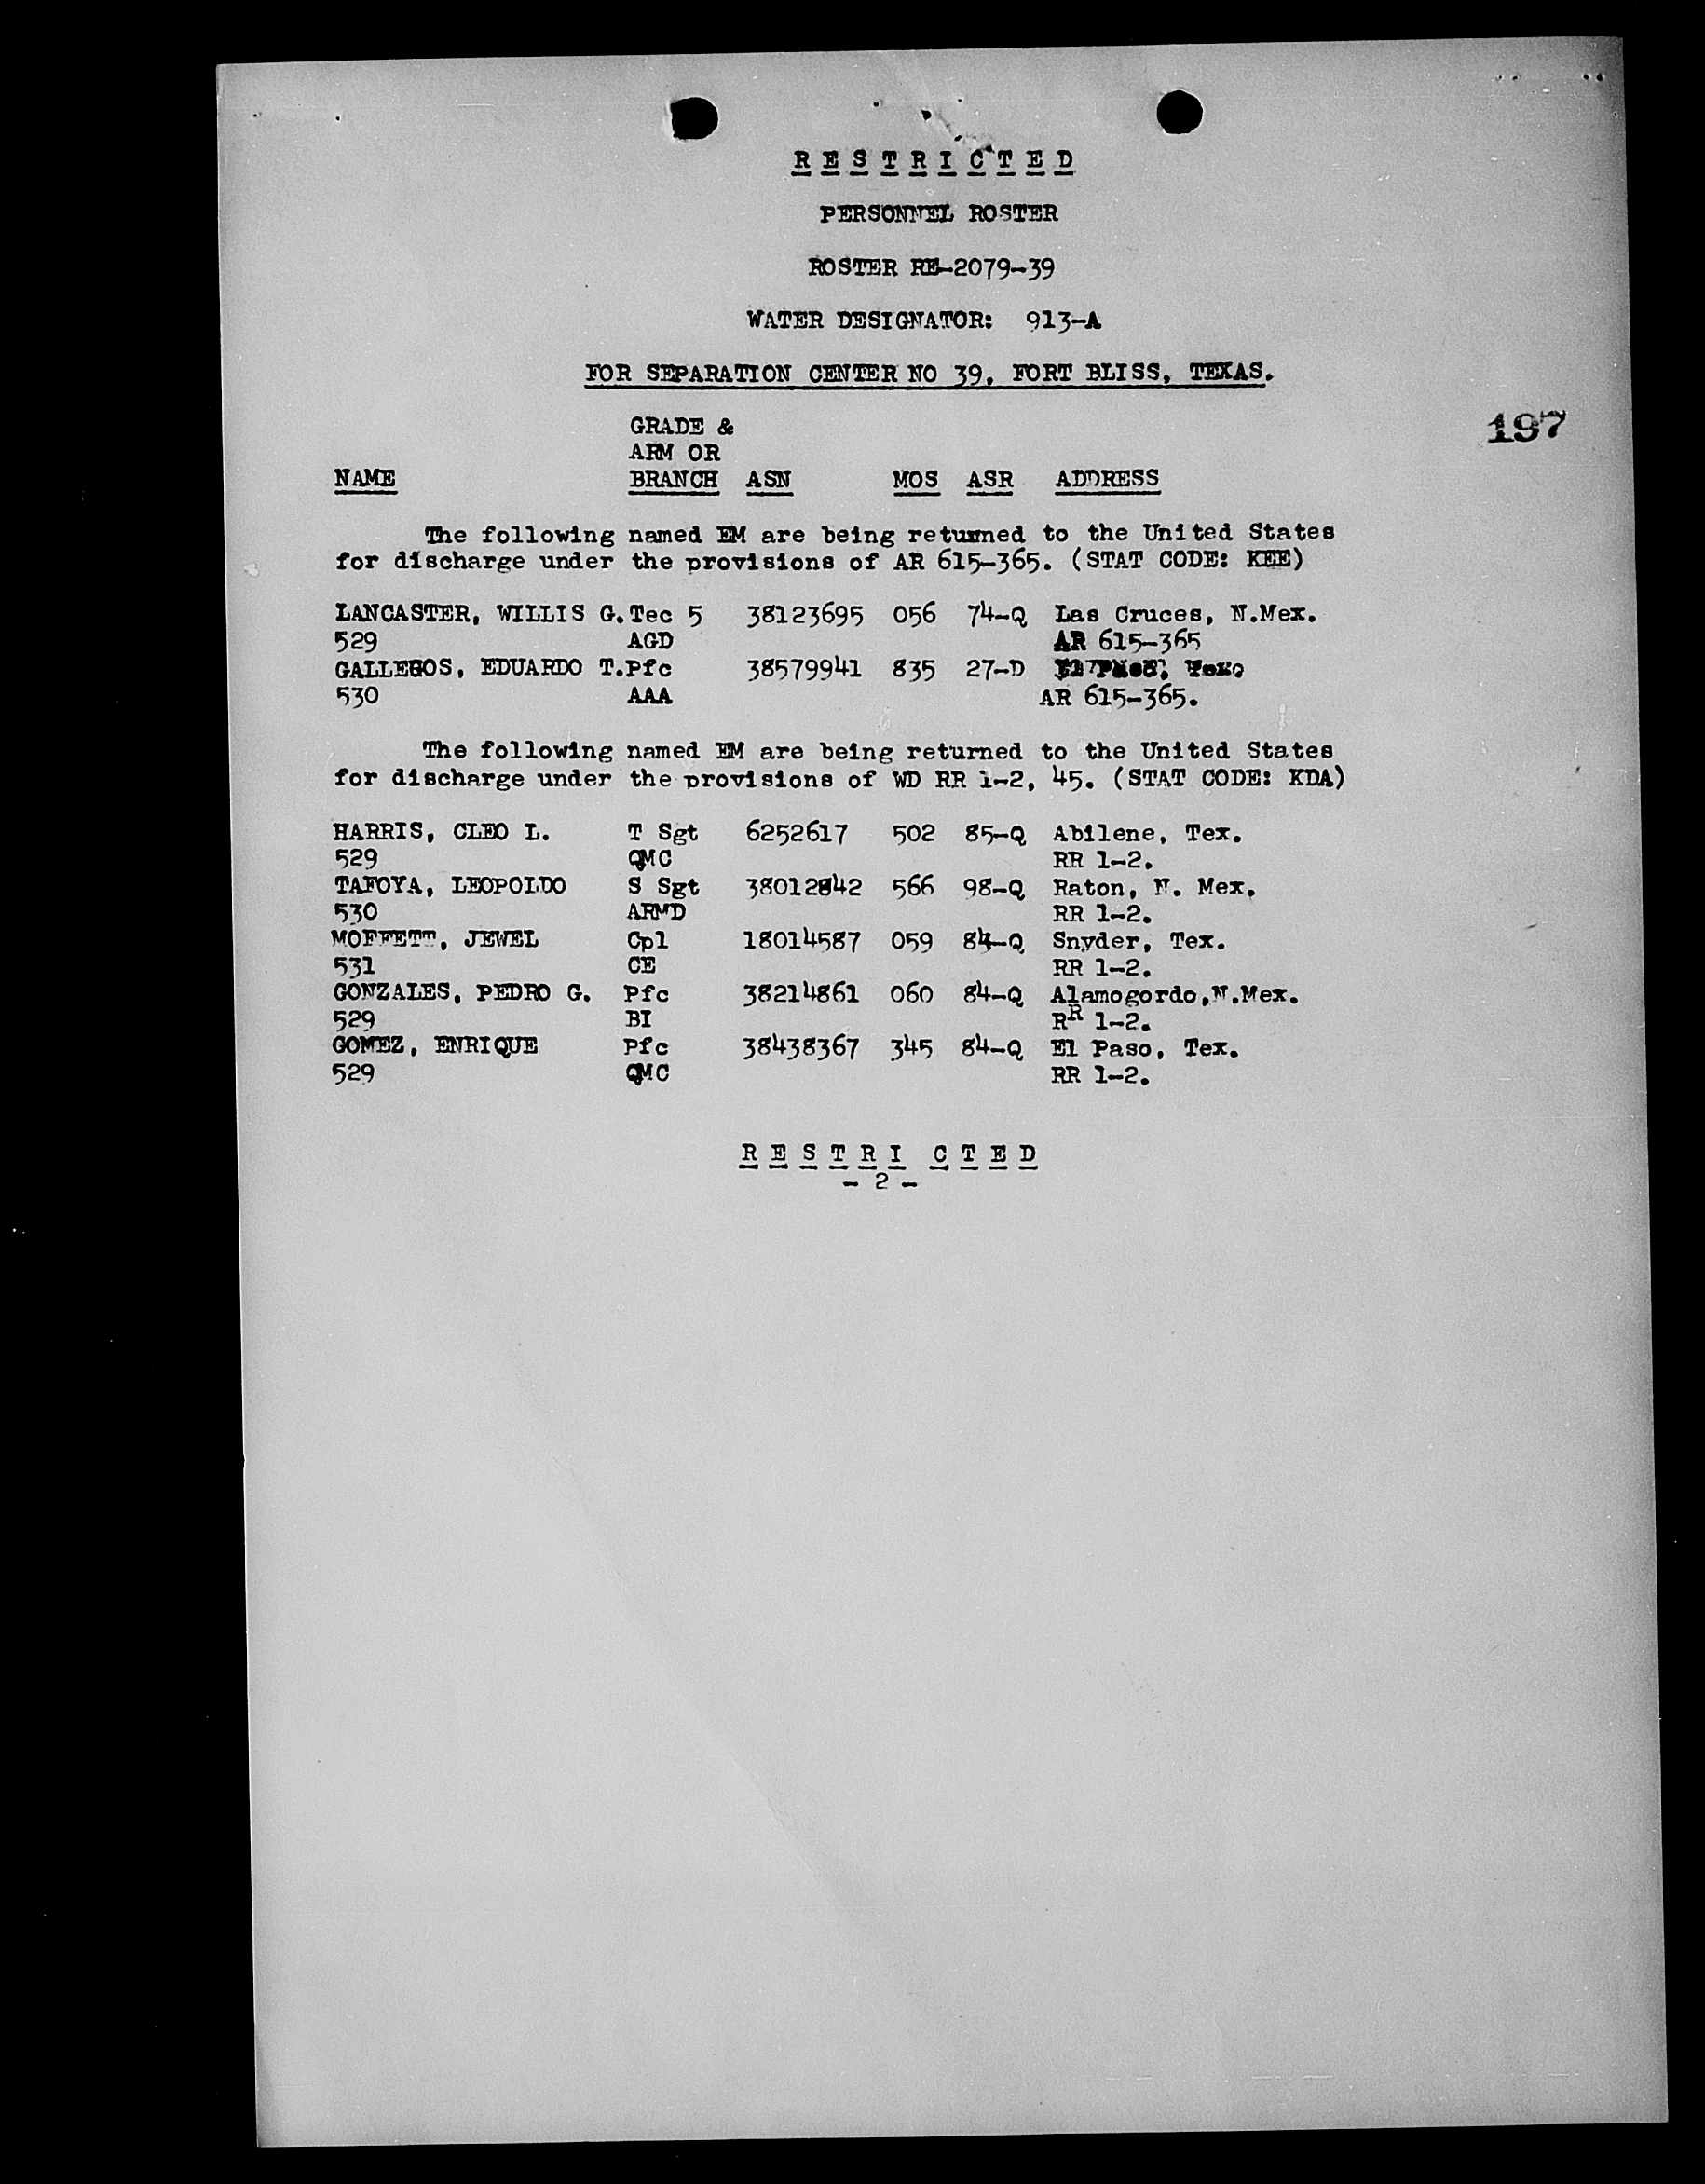 R E S T R I C T E D
PERSONNEL ROSTER
ROSTER RE-2079-39
WATER DESIGNATOR: 913-A
FOR SEPARATION CENTER NO 39, FORT BLISS, TEXAS.
197
GRADE &
ARM OR
NAME BRANCH ASN MOS ASR ADDRESS
The following named EM are being returned to the United States
for discharge under the provisions of AR 615-365. (STAT CODE: KEE)
LANCASTER, WILLIS G. Tec 5 38123695 056 74-Q Las Cruces, N.Mex.
529 AGD AR 615-365
GALLEGOS, EDUARDO T. Pfc 38579941 835 27-D
530 AAA AR 615-365.
The following named EM are being returned to the United States
for discharge under the provisions of WD RR 1-2, 45. (STAT CODE: KDA)
HARRIS, CLEO L. T Sgt 6252617 502 85-Q Abilene, Tex.
529 QMC RR 1-2.
TAFOYA, LEOPOLDO S Sgt 38012842 566 98-Q Raton, N. Mex.
530 ARMD RR 1-2.
MOFFETT, JEWEL Cpl 18014587 059 84-Q Snyder, Tex.
531 CE RR 1-2.
GONZALES, PEDRO G. Pfc 38214861 060 84-Q Alamogordo,N.Mex.
529 BI RR 1-2.
GOMEZ, ENRIQUE Pfc 38438367 345 84-Q El Paso, Tex.
529 QMC RR 1-2.
R E S T R I C T E D
- 2 -